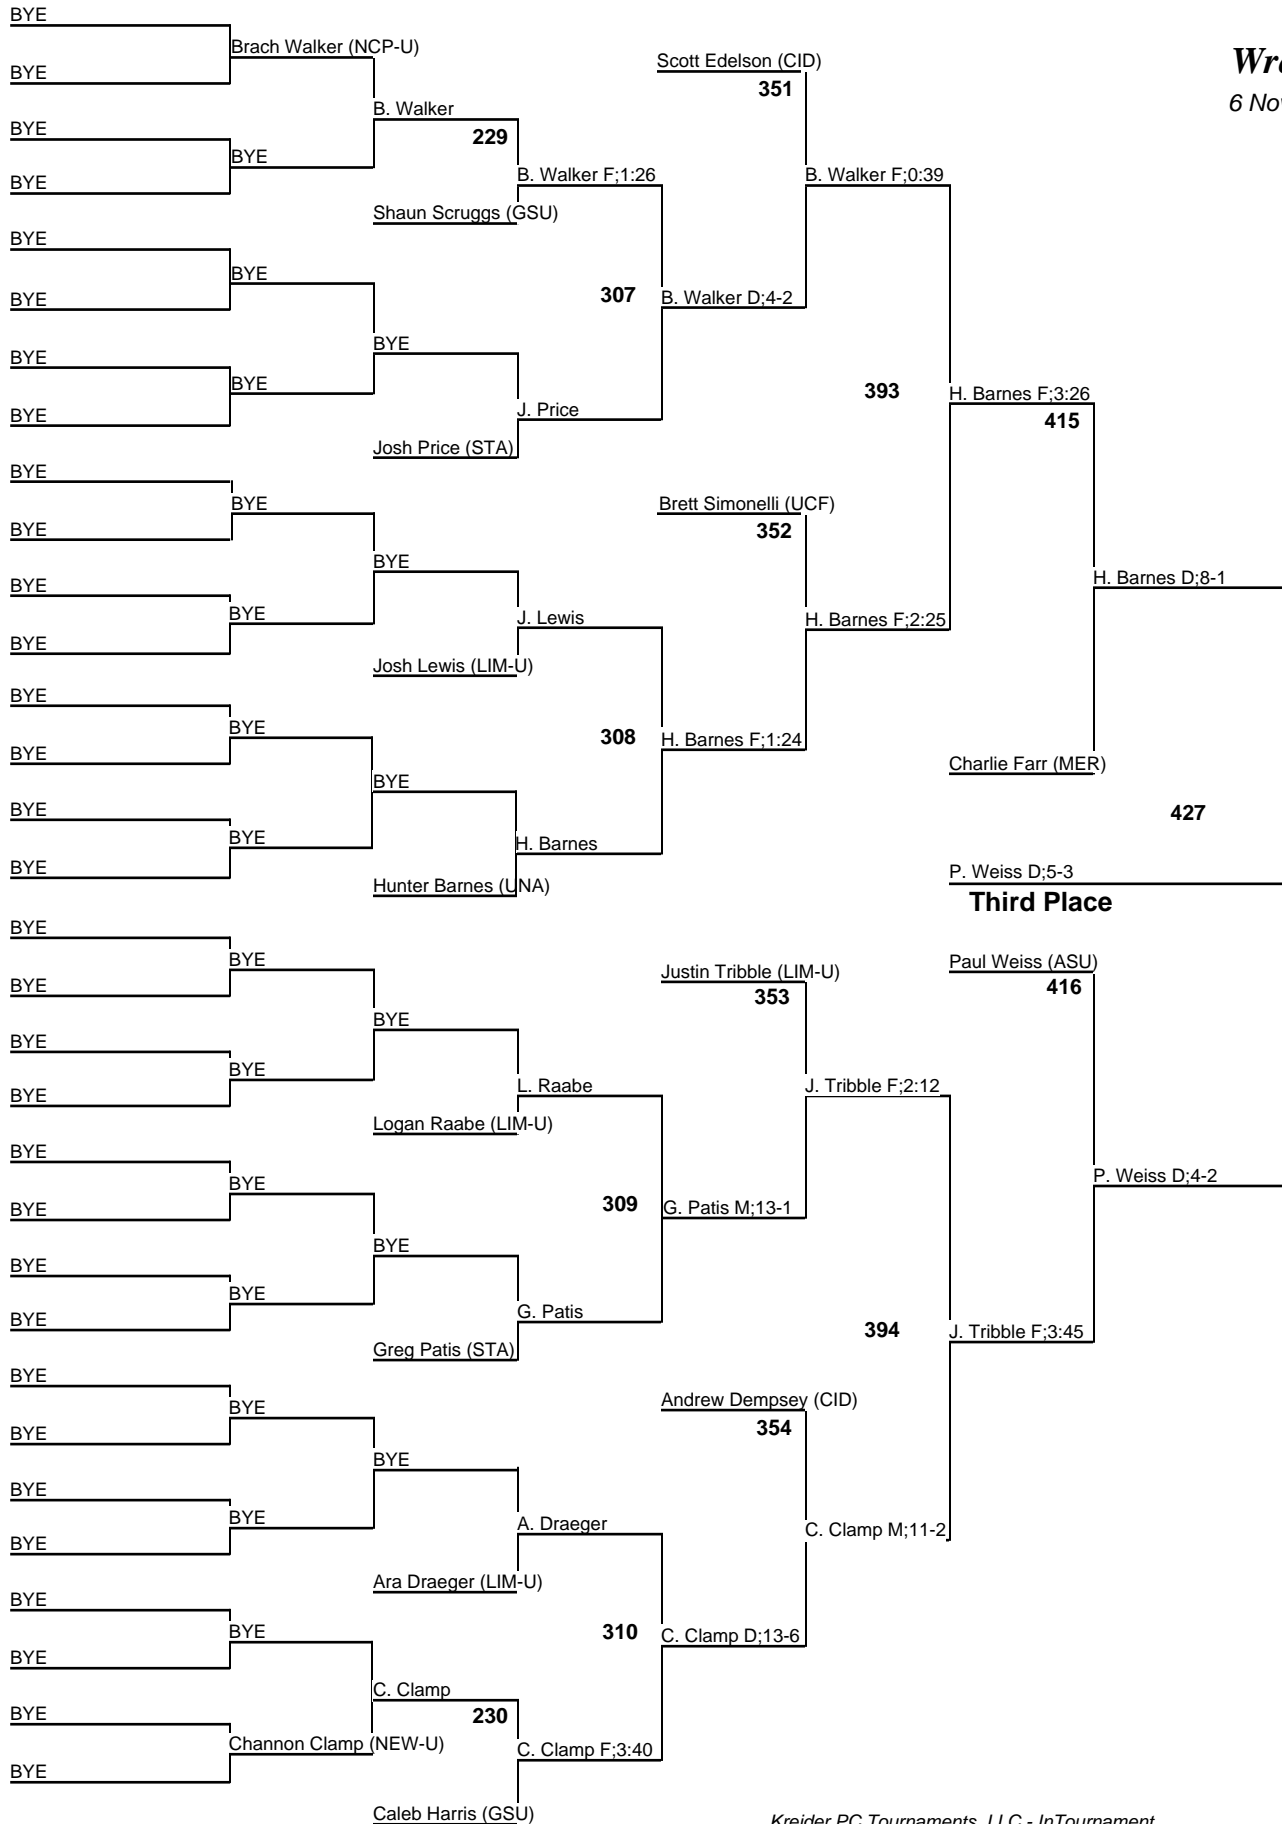 BYE
Brach Walker (NCP-U)
Scott Edelson (CID)
BYE
351
6
B. Walker
BYE
229
BYE
B. Walker F;1:26
B. Walker F;0:39
BYE
Shaun Scruggs (GSU)
BYE
BYE
307
B. Walker D;4-2
BYE
BYE
BYE
BYE
393
H. Barnes F;3:26
J. Price
415
BYE
Josh Price (STA)
BYE
BYE
Brett Simonelli (UCF)
BYE
352
BYE
BYE
H. Barnes D;8-1
BYE
J. Lewis
H. Barnes F;2:25
BYE
Josh Lewis (LIM-U)
BYE
BYE
308
H. Barnes F;1:24
BYE
Charlie Farr (MER)
BYE
BYE
427
BYE
H. Barnes
BYE
Hunter Barnes (UNA)
P. Weiss D;5-3
Third Place
BYE
BYE
Justin Tribble (LIM-U)
Paul Weiss (ASU)
BYE
353
416
BYE
BYE
BYE
L. Raabe
J. Tribble F;2:12
BYE
Logan Raabe (LIM-U)
BYE
BYE
P. Weiss D;4-2
BYE
309
G. Patis M;13-1
BYE
BYE
BYE
BYE
G. Patis
394
J. Tribble F;3:45
Greg Patis (STA)
BYE
BYE
Andrew Dempsey (CID)
BYE
354
BYE
BYE
BYE
A. Draeger
C. Clamp M;11-2
BYE
Ara Draeger (LIM-U)
BYE
BYE
310
C. Clamp D;13-6
BYE
C. Clamp
BYE
230
Channon Clamp (NEW-U)
C. Clamp F;3:40
BYE
Caleb Harris (GSU)
Kreider PC Tournaments, LLC - InTournament